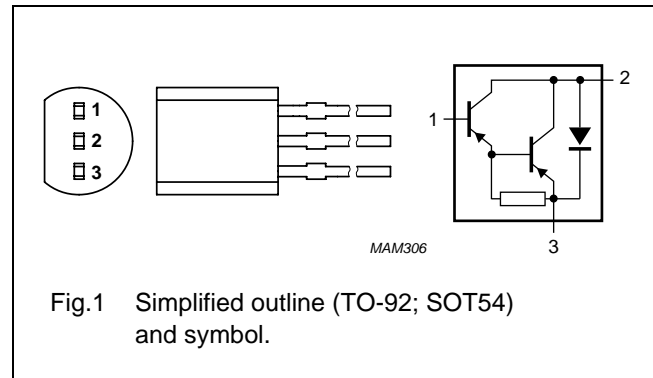 1
2
3
1
2
3
MAM306
Fig.1 Simplified outline (TO-92; SOT54)
and symbol.